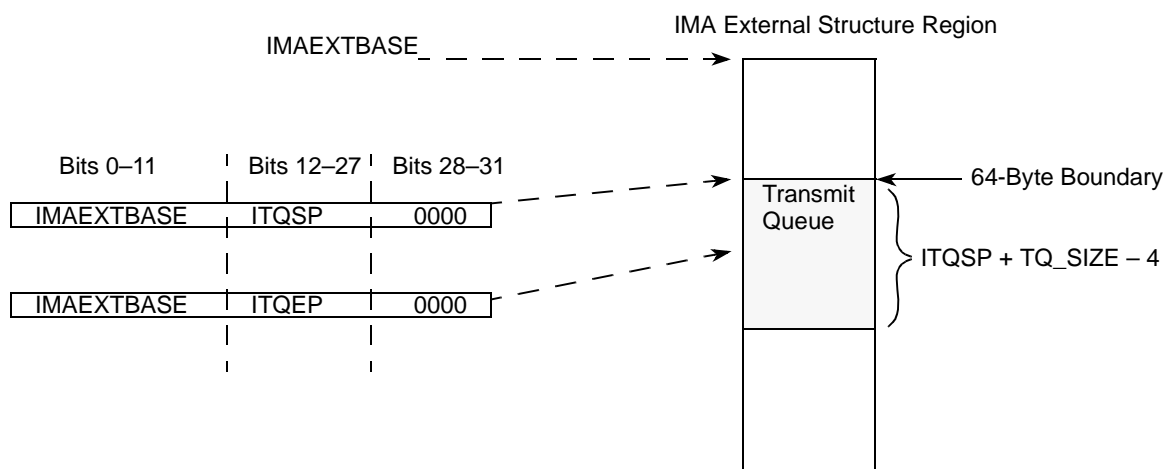 IMA External Structure Region
IMAEXTBASE
Bits 0–11 Bits 12–27 Bits 28–31
64-Byte Boundary
Transmit
Queue
IMAEXTBASE ITQSP 0000
ITQSP + TQ_SIZE – 4
IMAEXTBASE ITQEP 0000